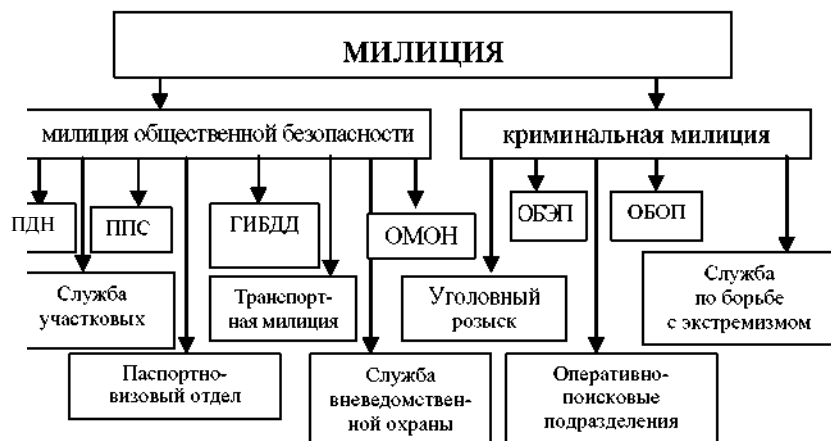 МИЛИЦИЯ
милиция общественной безопасности
криминальная милиция
ПДН
ППС
ГИБДД
ОМОН
ОБЭП
ОБОП
Служба
участковых
Транспорт-
ная милиция
Уголовный
розыск
Служба
по борьбе
с экстремизмом
Паспортно-
визовый отдел
Служба
вневедомствен-
ной охраны
Оперативно-
поисковые
подразделения